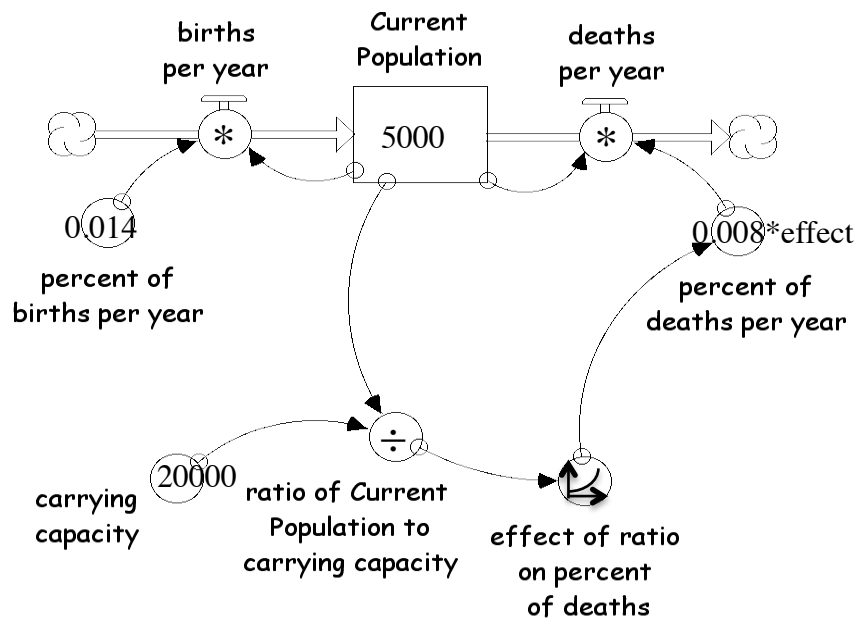 births
per year
Current
Population
deaths
per year
*
5000
*
0.014
0.008*effect
percent of
births per year
percent of
deaths per year
÷
20000
carrying
capacity
ratio of Current
Population to
carrying capacity
effect of ratio
on percent
of deaths